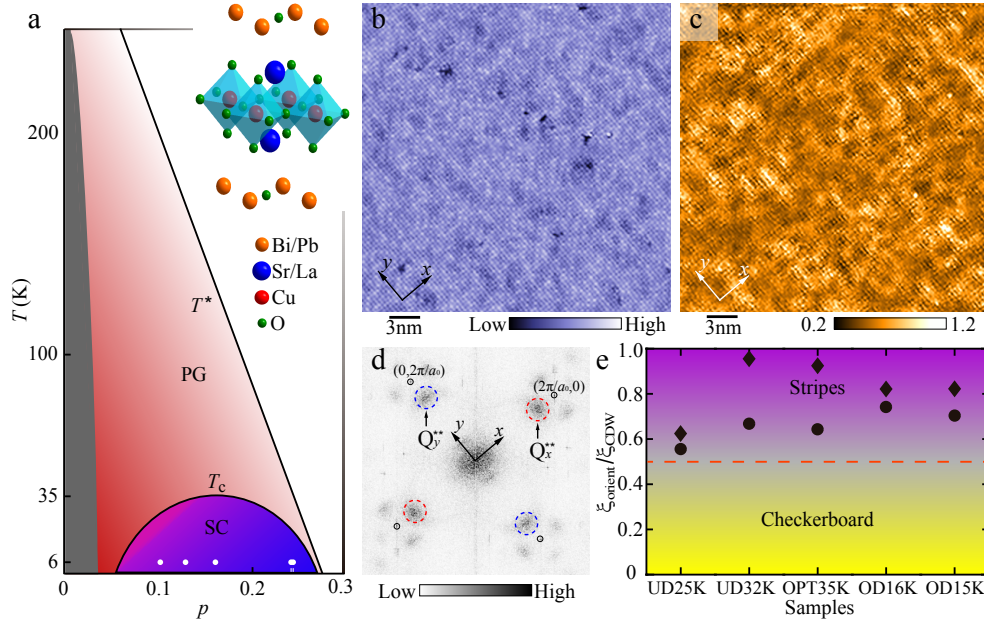 a
200
100
35
6
T (K)
0
0.1
0.2
0.3
p
T*
PG
Tc
SC
Bi/Pb
Sr/La
Cu
O
b
y
x
3nm
Low
High
c
y
x
3nm
0.2
1.2
d
(0,2π/a₀)
(2π/a₀,0)
y
x
Qy**
Qx**
Low
High
e
1.0
0.8
0.6
0.4
0.2
0
ξorient/ξCDW
Stripes
Checkerboard
UD25K UD32K OPT35K OD16K OD15K
Samples